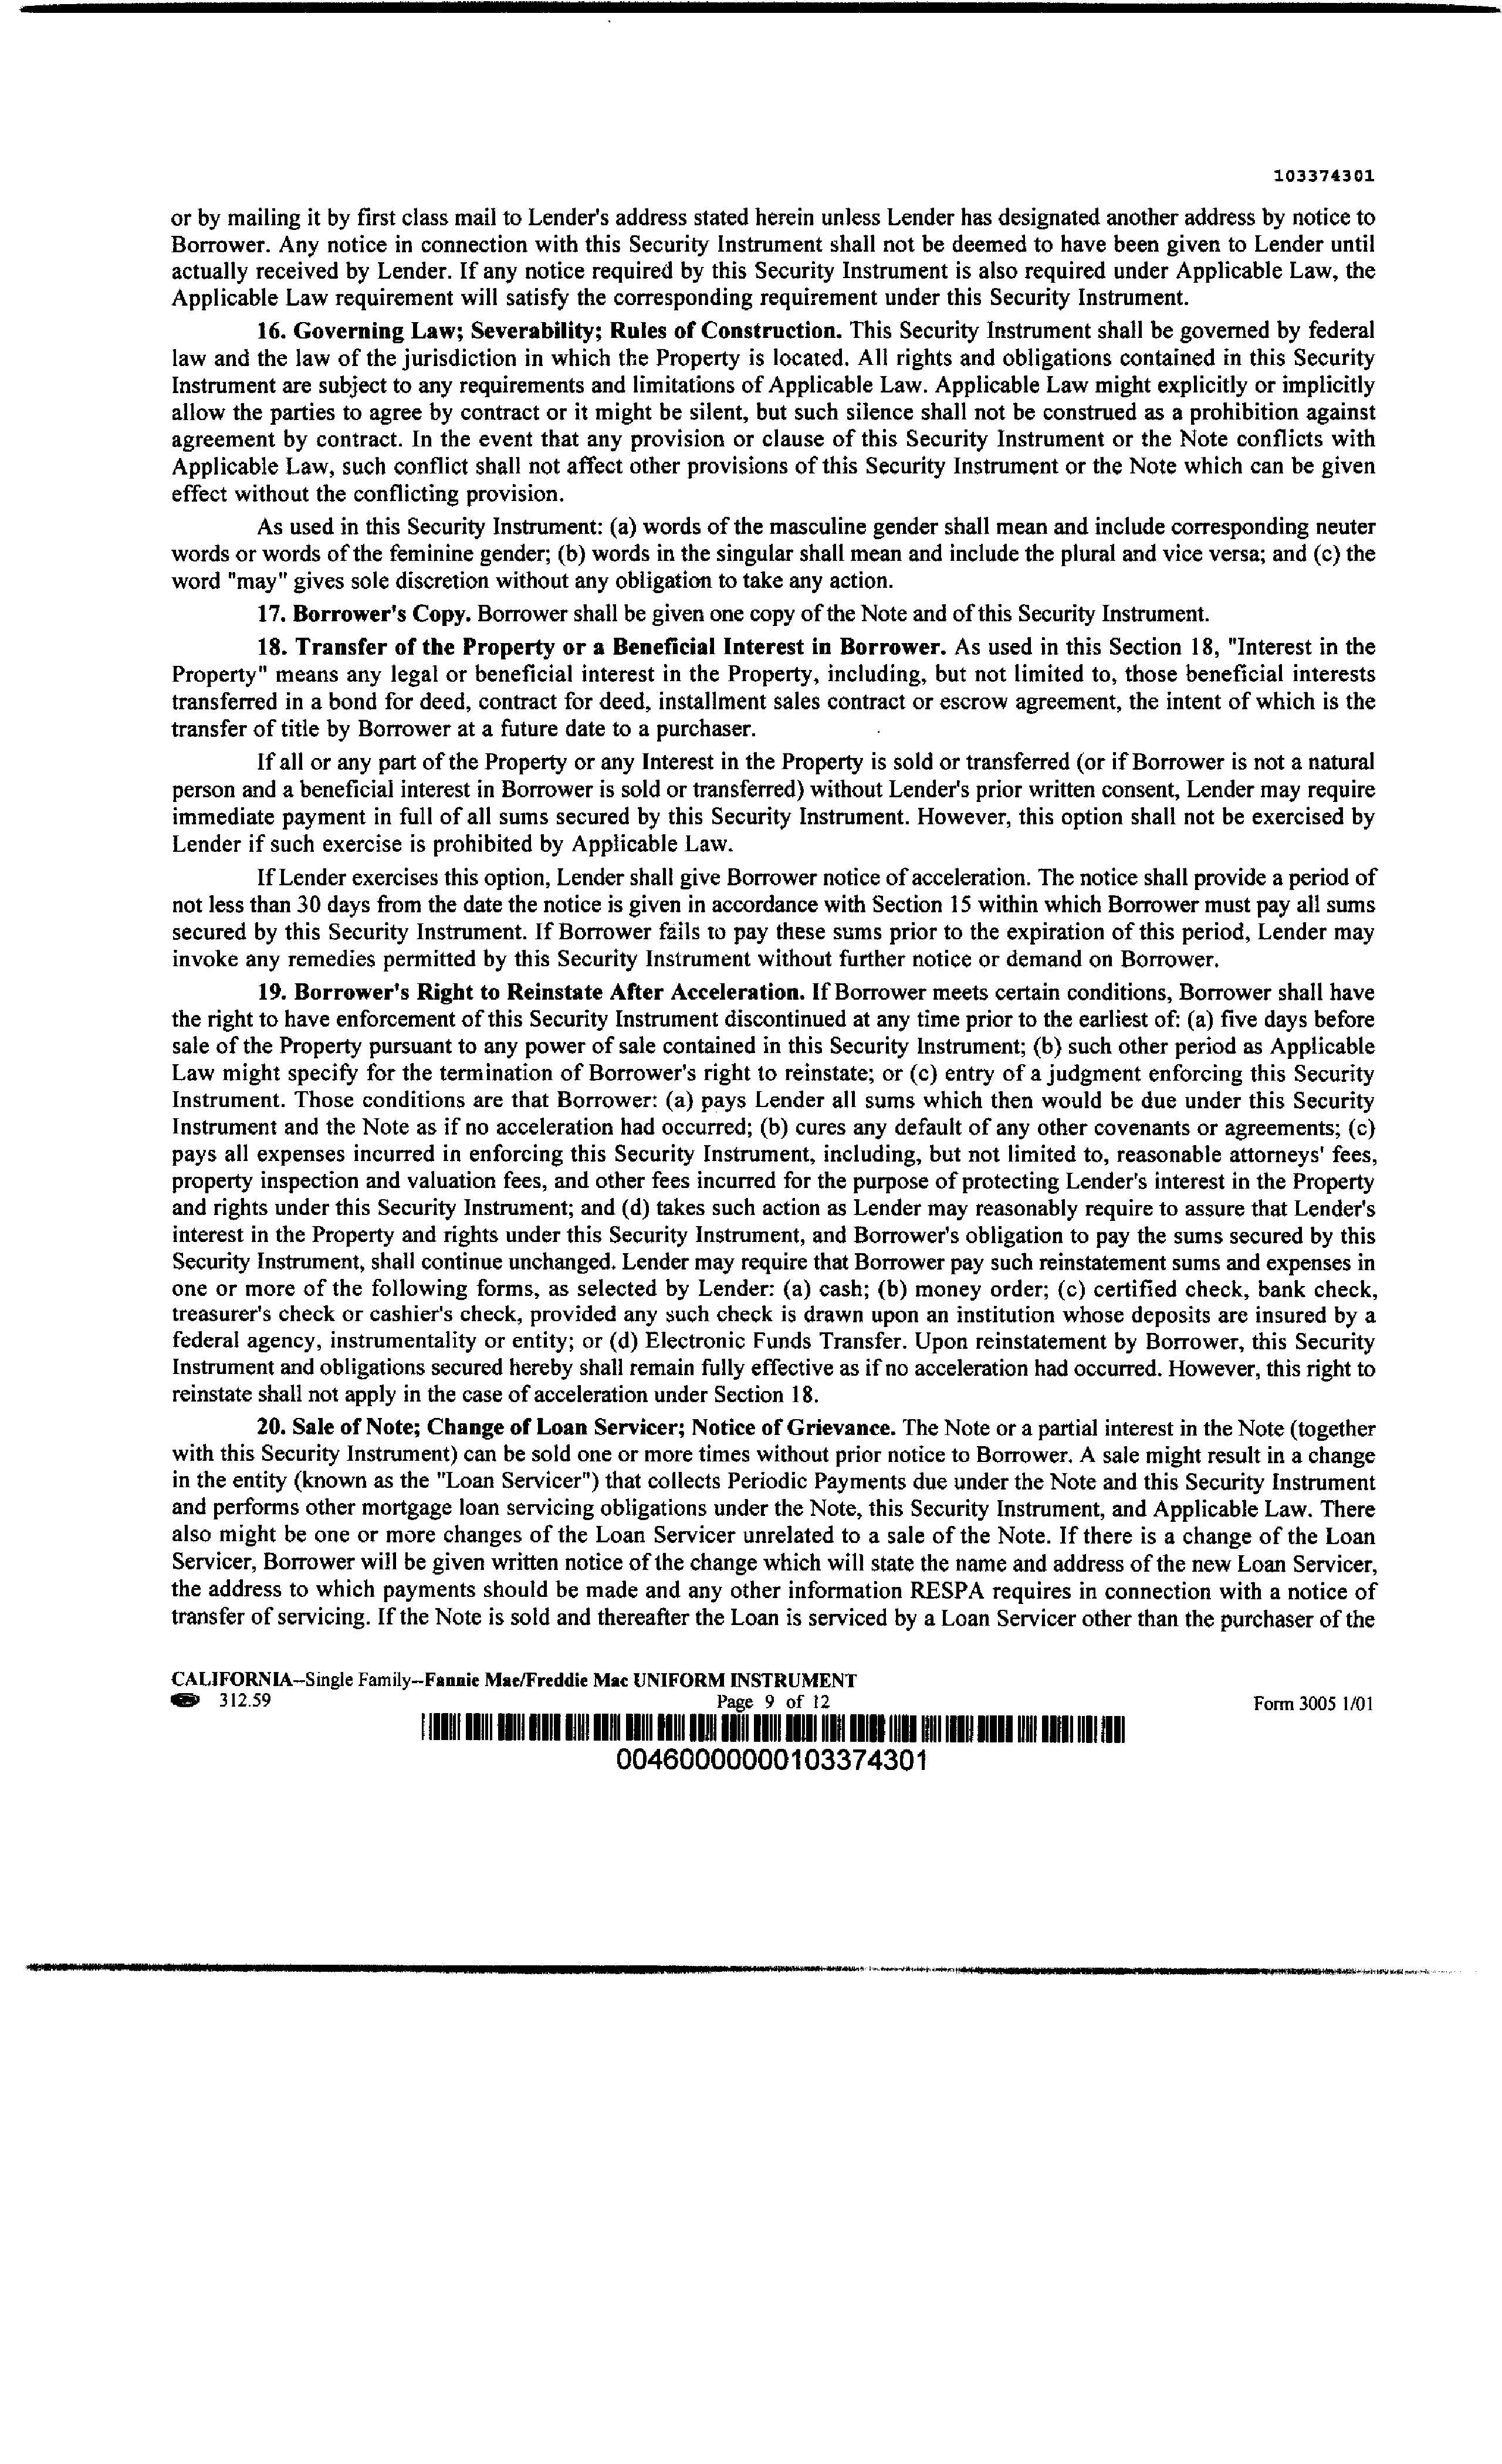 103374301
or by mailing it by first class mail to Lender's address stated herein unless Lender has designated another address by notice to
Borrower. Any notice in connection with this Security Instrument shall not be deemed to have been given to Lender until
actually received by Lender. If any notice required by this Security Instrument is also required under Applicable Law, the
Applicable Law requirement will satisfy the corresponding requirement under this Security Instrument.
16. Governing Law; Severability; Rules of Construction. This Security Instrument shall be governed by federal
law and the law of the jurisdiction in which the Property is located. All rights and obligations contained in this Security
Instrument are subject to any requirements and limitations of Applicable Law. Applicable Law might explicitly or implicitly
allow the parties to agree by contract or it might be silent, but such silence shall not be construed as a prohibition against
agreement by contract. In the event that any provision or clause of this Security Instrument or the Note conflicts with
Applicable Law, such conflict shall not affect other provisions of this Security Instrument or the Note which can be given
effect without the conflicting provision.
As used in this Security Instrument: (a) words of the masculine gender shall mean and include corresponding neuter
words or words of the feminine gender; (b) words in the singular shall mean and include the plural and vice versa; and (c) the
word "may" gives sole discretion without any obligation to take any action.
17. Borrower's Copy. Borrower shall be given one copy of the Note and of this Security Instrument.
18. Transfer of the Property or a Beneficial Interest in Borrower. As used in this Section 18, "Interest in the
Property" means any legal or beneficial interest in the Property, including, but not limited to, those beneficial interests
transferred in a bond for deed, contract for deed, installment sales contract or escrow agreement, the intent of which is the
transfer of title by Borrower at a future date to a purchaser.
If all or any part of the Property or any Interest in the Property is sold or transferred (or if Borrower is not a natural
person and a beneficial interest in Borrower is sold or transferred) without Lender's prior written consent, Lender may require
immediate payment in full of all sums secured by this Security Instrument. However, this option shall not be exercised by
Lender if such exercise is prohibited by Applicable Law.
If Lender exercises this option, Lender shall give Borrower notice of acceleration. The notice shall provide a period of
not less than 30 days from the date the notice is given in accordance with Section 15 within which Borrower must pay all sums
secured by this Security Instrument. If Borrower fails to pay these sums prior to the expiration of this period, Lender may
invoke any remedies permitted by this Security Instrument without further notice or demand on Borrower.
19. Borrower's Right to Reinstate After Acceleration. If Borrower meets certain conditions, Borrower shall have
the right to have enforcement of this Security Instrument discontinued at any time prior to the earliest of: (a) five days before
sale of the Property pursuant to any power of sale contained in this Security Instrument; (b) such other period as Applicable
Law might specify for the termination of Borrower's right to reinstate; or (c) entry of a judgment enforcing this Security
Instrument. Those conditions are that Borrower: (a) pays Lender all sums which then would be due under this Security
Instrument and the Note as if no acceleration had occurred; (b) cures any default of any other covenants or agreements; (c)
pays all expenses incurred in enforcing this Security Instrument, including, but not limited to, reasonable attorneys' fees,
property inspection and valuation fees, and other fees incurred for the purpose of protecting Lender's interest in the Property
and rights under this Security Instrument; and (d) takes such action as Lender may reasonably require to assure that Lender's
interest in the Property and rights under this Security Instrument, and Borrower's obligation to pay the sums secured by this
Security Instrument, shall continue unchanged. Lender may require that Borrower pay such reinstatement sums and expenses in
one or more of the following forms, as selected by Lender: (a) cash; (b) money order; (c) certified check, bank check,
treasurer's check or cashier's check, provided any such check is drawn upon an institution whose deposits are insured by a
federal agency, instrumentality or entity; or (d) Electronic Funds Transfer. Upon reinstatement by Borrower, this Security
Instrument and obligations secured hereby shall remain fully effective as if no acceleration had occurred. However, this right to
reinstate shall not apply in the case of acceleration under Section 18.
20. Sale of Note; Change of Loan Servicer; Notice of Grievance. The Note or a partial interest in the Note (together
with this Security Instrument) can be sold one or more times without prior notice to Borrower. A sale might result in a change
in the entity (known as the "Loan Servicer") that collects Periodic Payments due under the Note and this Security Instrument
and performs other mortgage loan servicing obligations under the Note, this Security Instrument, and Applicable Law. There
also might be one or more changes of the Loan Servicer unrelated to a sale of the Note. If there is a change of the Loan
Servicer, Borrower will be given written notice of the change which will state the name and address of the new Loan Servicer,
the address to which payments should be made and any other information RESPA requires in connection with a notice of
transfer of servicing. If the Note is sold and thereafter the Loan is serviced by a Loan Servicer other than the purchaser of the
CALIFORNIA--Single Family--Fannie Mae/Freddie Mac UNIFORM INSTRUMENT
312.59 Page 9 of 12 Form 3005 1/01
00460000000103374301